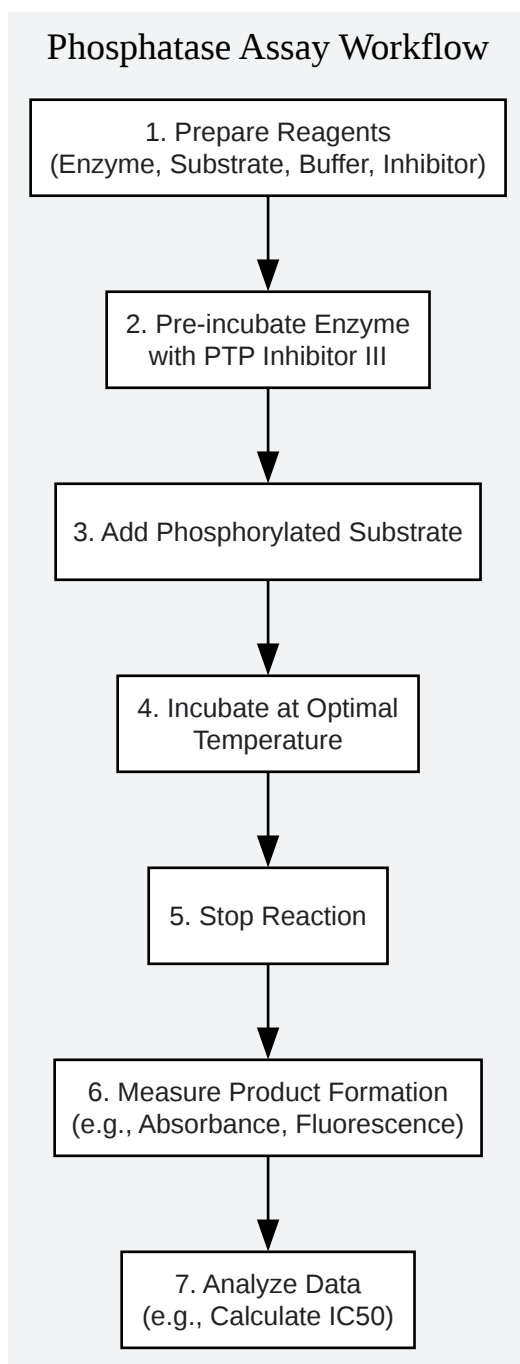 Phosphatase Assay Workflow
1. Prepare Reagents
(Enzyme, Substrate, Buffer, Inhibitor)
2. Pre-incubate Enzyme
with PTP Inhibitor III
3. Add Phosphorylated Substrate
4. Incubate at Optimal
Temperature
5. Stop Reaction
6. Measure Product Formation
(e.g., Absorbance, Fluorescence)
7. Analyze Data
(e.g., Calculate IC50)